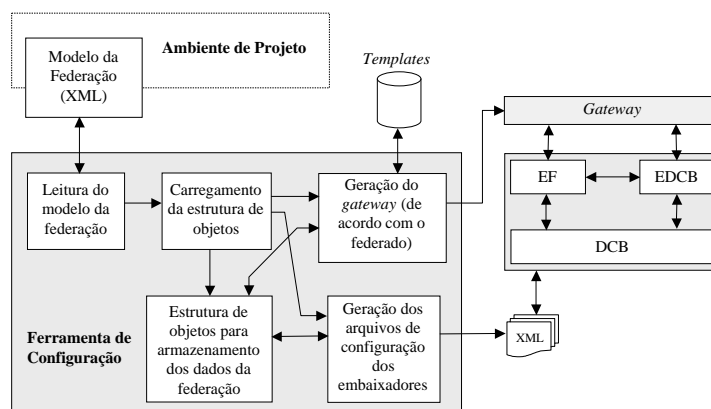 Ambiente de Projeto
Modelo da
Federação
(XML)
Templates
Gateway
Leitura do
modelo da
federação
Carregamento
da estrutura de
objetos
Geração do
gateway (de
acordo com o
federado)
EF
EDCB
DCB
Ferramenta de
Configuração
Estrutura de
objetos para
armazenamento
dos dados da
federação
Geração dos
arquivos de
configuração
dos
embaixadores
XML